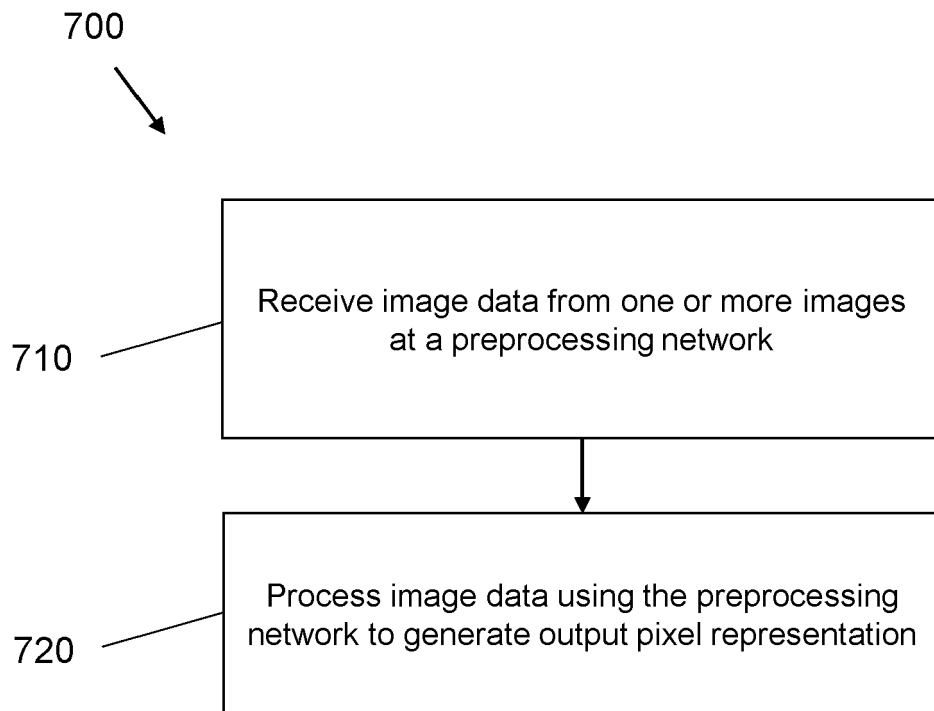 700
Receive image data from one or more images
at a preprocessing network
710
Process image data using the preprocessing
network to generate output pixel representation
720